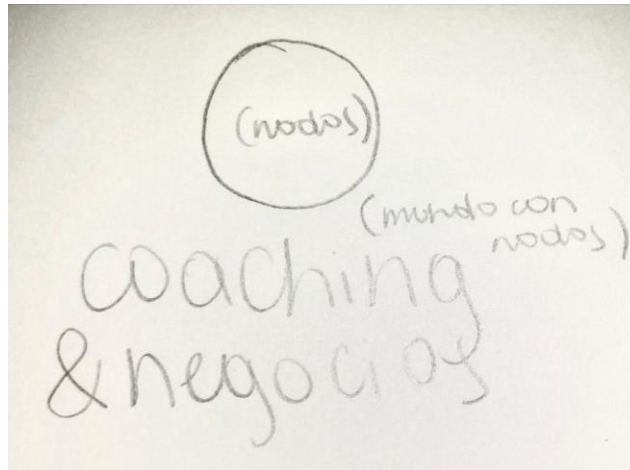 (nodos)
(mundo con
nodos)
coaching
& negocios